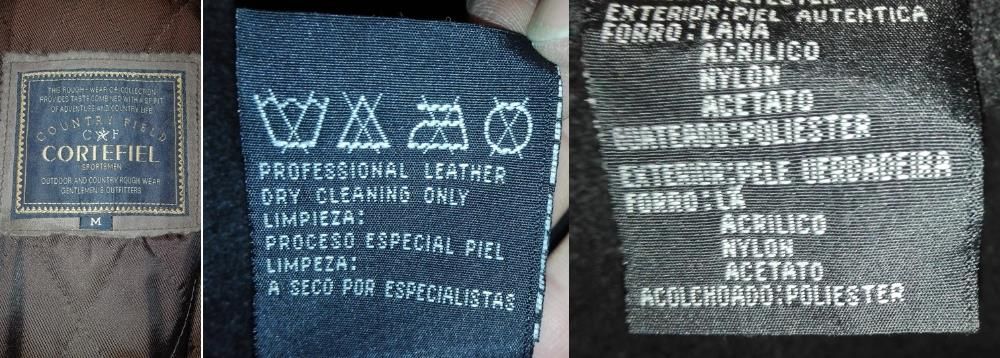 THIS ROUGH-WEAR C.F. COLLECTION
PROVIDES TASTE COMBINED WITH A SPIRIT
OF ADVENTURE AND COUNTRY LIFE
COUNTRY FIELD
C F
CORTEFIEL
SPORTSMEN
OUTDOOR AND COUNTRY ROUGH WEAR
GENTLEMEN'S OUTFITTERS
M
PROFESSIONAL LEATHER
DRY CLEANING ONLY
LIMPIEZA:
PROCESO ESPECIAL PIEL
LIMPEZA:
A SECO POR ESPECIALISTAS
EXTERIOR:PIEL AUTENTICA
FORRO:LANA
ACRILICO
NYLON
ACETATO
GUATEADO:POLIESTER
EXTERIOR:PELE VERDADEIRA
FORRO:LÃ
ACRILICO
NYLON
ACETATO
ACOLCHOADO:POLIESTER